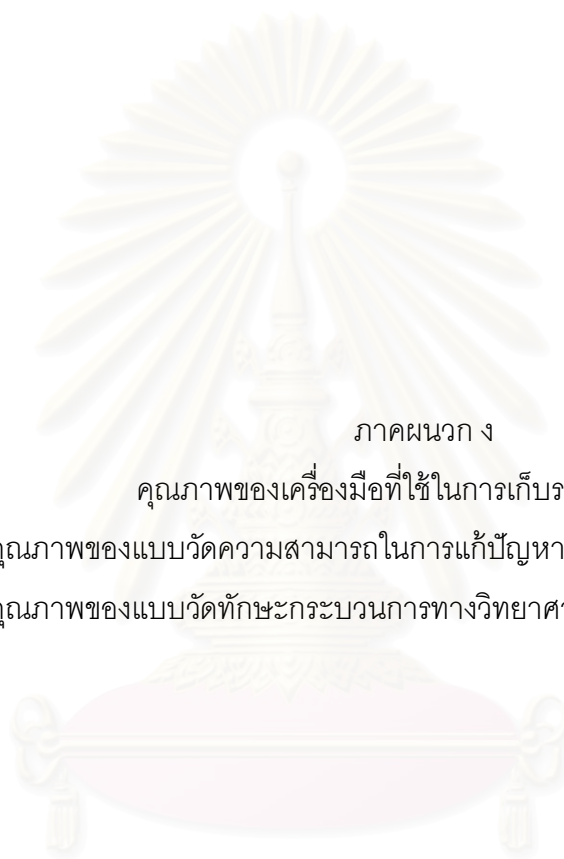 ภาคผนวก ง
คุณภาพของเครื่องมือที่ใช้ในการเก็บร
คุณภาพของแบบวัดความสามารถในการแก้ปัญหา
คุณภาพของแบบวัดทักษะกระบวนการทางวิทยาศา